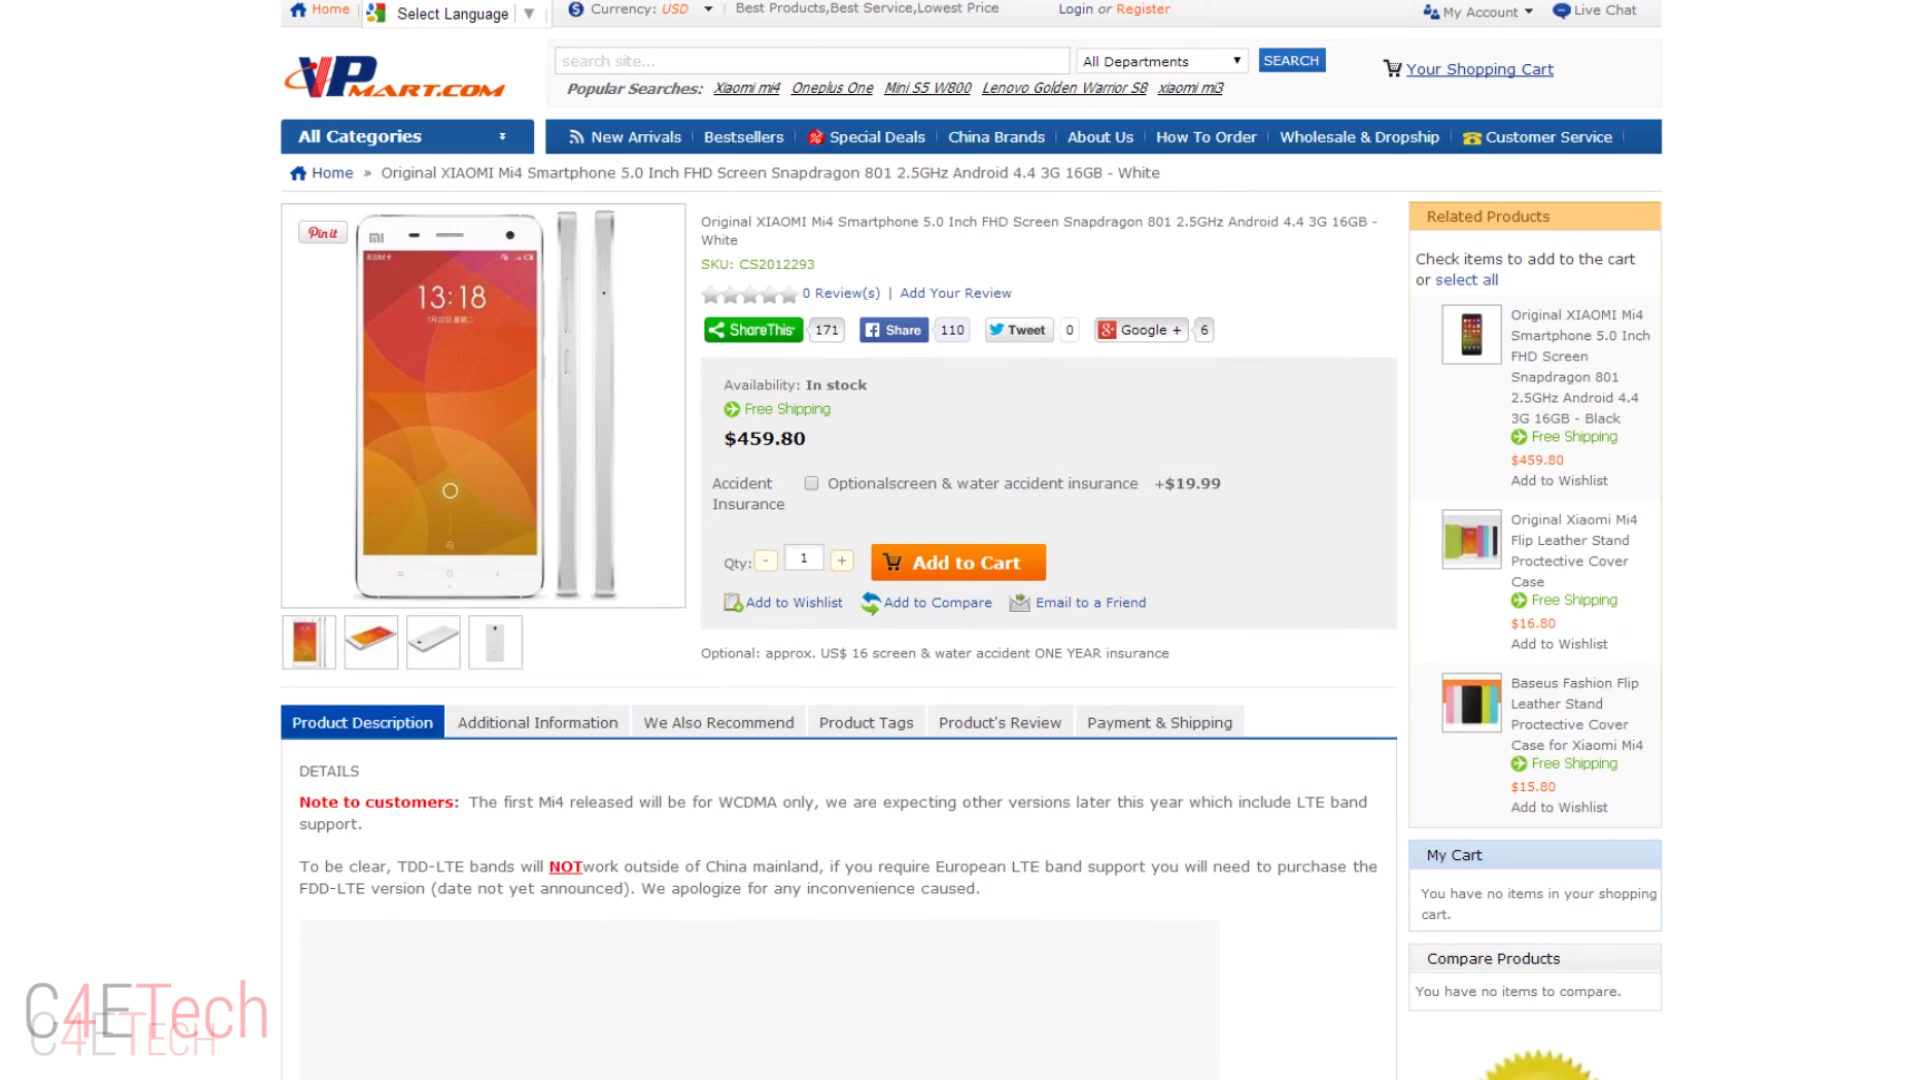 Home
Select Language ▼
Currency: USD
Best Products,Best Service,Lowest Price
Login or Register
My Account
Live Chat
VPMART.COM
search site...
All Departments
SEARCH
Your Shopping Cart
Popular Searches: Xiaomi mi4 Oneplus One Mini S5 W800 Lenovo Golden Warrior S8 xiaomi mi3
All Categories
New Arrivals
Bestsellers
Special Deals
China Brands
About Us
How To Order
Wholesale & Dropship
Customer Service
Home » Original XIAOMI Mi4 Smartphone 5.0 Inch FHD Screen Snapdragon 801 2.5GHz Android 4.4 3G 16GB - White
Pin it
MI
13:18
Original XIAOMI Mi4 Smartphone 5.0 Inch FHD Screen Snapdragon 801 2.5GHz Android 4.4 3G 16GB -
White
SKU: CS2012293
0 Review(s) | Add Your Review
ShareThis 171
Share 110
Tweet 0
Google + 6
Availability: In stock
Free Shipping
$459.80
Accident
Insurance
Optionalscreen & water accident insurance +$19.99
Qty: - 1 +
Add to Cart
Add to Wishlist
Add to Compare
Email to a Friend
Optional: approx. US$ 16 screen & water accident ONE YEAR insurance
Product Description
Additional Information
We Also Recommend
Product Tags
Product's Review
Payment & Shipping
DETAILS
Note to customers: The first Mi4 released will be for WCDMA only, we are expecting other versions later this year which include LTE band
support.
To be clear, TDD-LTE bands will NOTwork outside of China mainland, if you require European LTE band support you will need to purchase the
FDD-LTE version (date not yet announced). We apologize for any inconvenience caused.
Related Products
Check items to add to the cart
or select all
Original XIAOMI Mi4
Smartphone 5.0 Inch
FHD Screen
Snapdragon 801
2.5GHz Android 4.4
3G 16GB - Black
Free Shipping
$459.80
Add to Wishlist
Original Xiaomi Mi4
Flip Leather Stand
Proctective Cover
Case
Free Shipping
$16.80
Add to Wishlist
Baseus Fashion Flip
Leather Stand
Proctective Cover
Case for Xiaomi Mi4
Free Shipping
$15.80
Add to Wishlist
My Cart
You have no items in your shopping
cart.
Compare Products
You have no items to compare.
C4ETech
C4ETECH